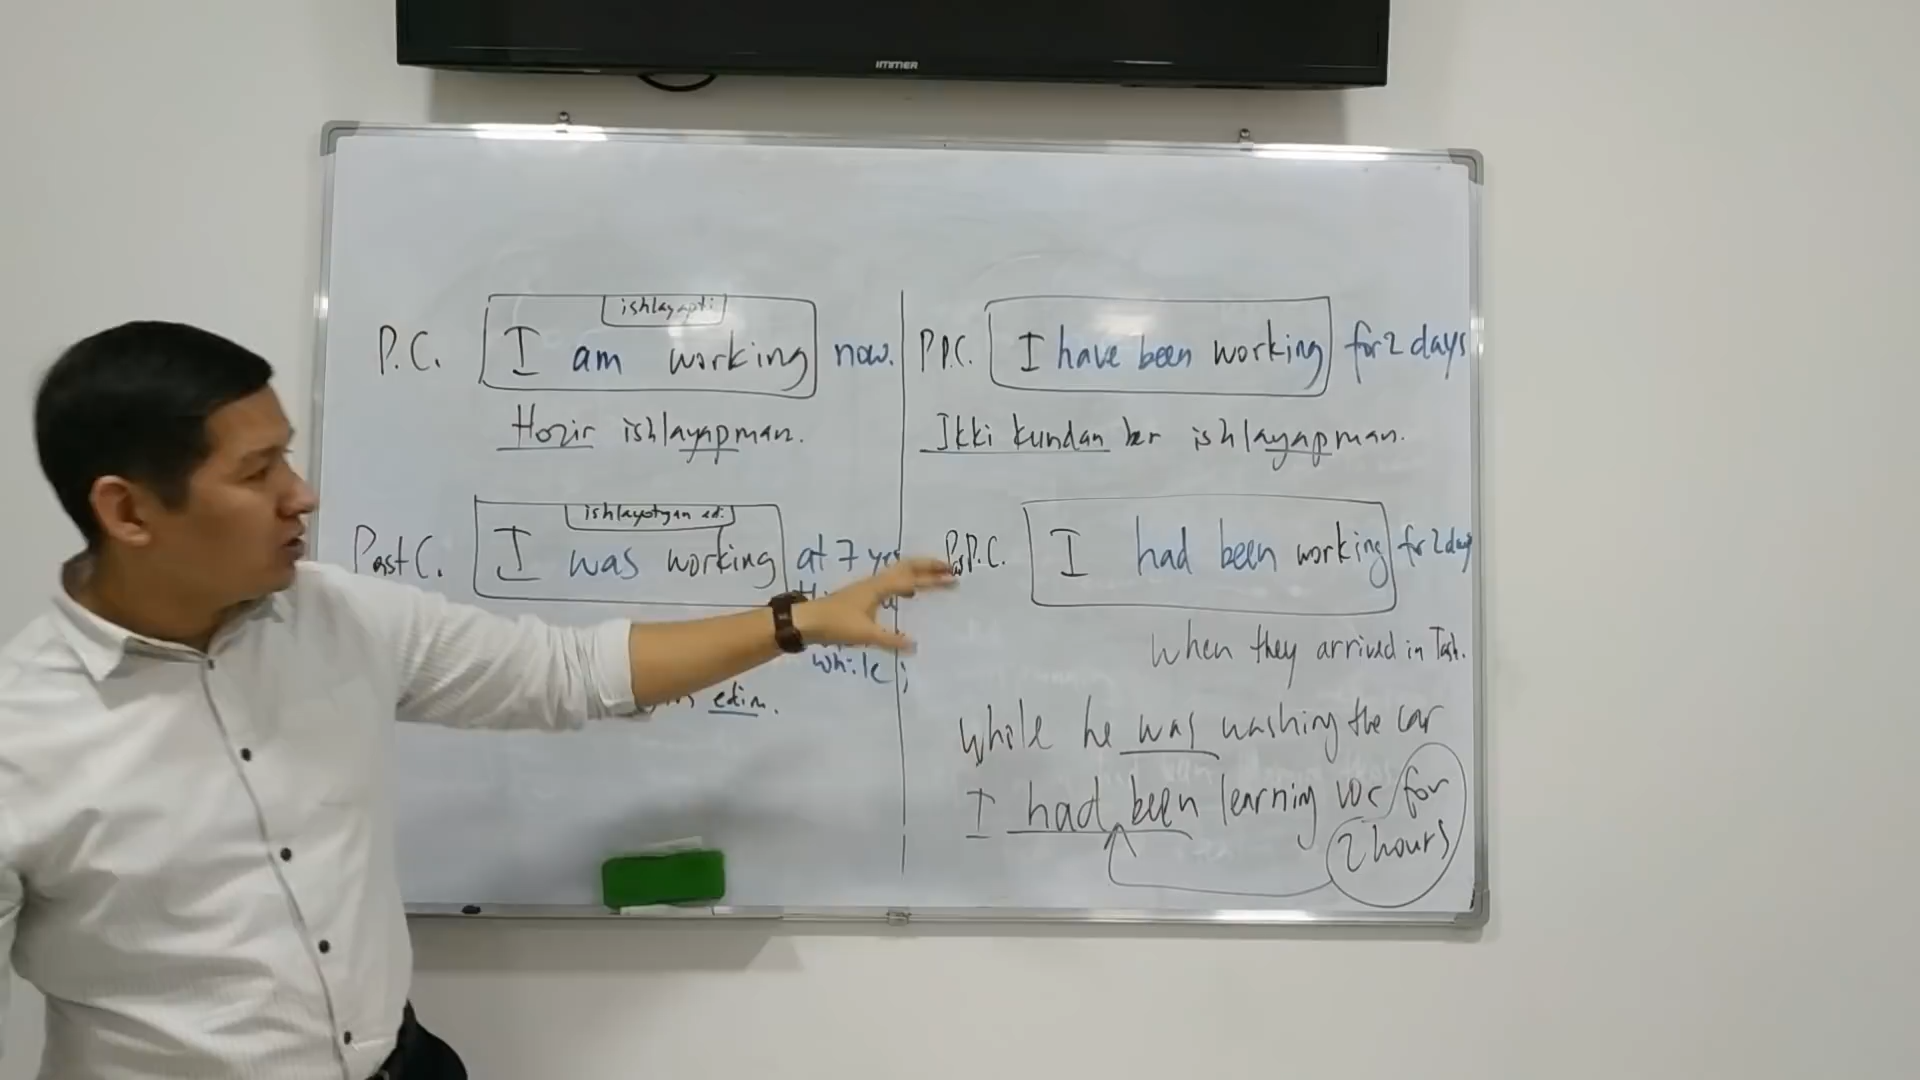 immer
P.C. I am working now.
ishlayapti
Hozir ishlayapman.
Past C. I was working at 7 yes
ishlayotgan edi
while
edim.
P.P.C. I have been working for 2 days
Ikki kundan ber ishlayapman.
Pas P.C. I had been working for 2 days
when they arrived in Tash.
while he was washing the car
I had been learning voc for
2 hours